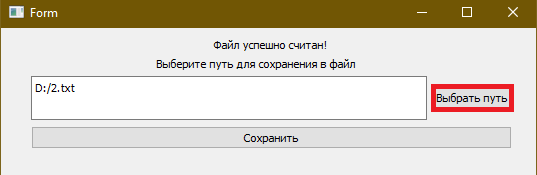 Form
Файл успешно считан!
Выберите путь для сохранения в файл
D:/2.txt
Выбрать путь
Сохранить